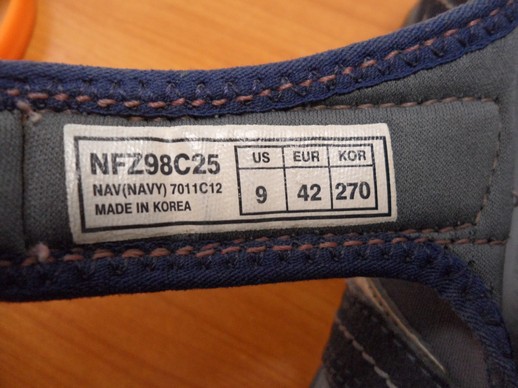 NFZ98C25
NAV(NAVY) 7011C12
MADE IN KOREA
US EUR KOR
9 42 270